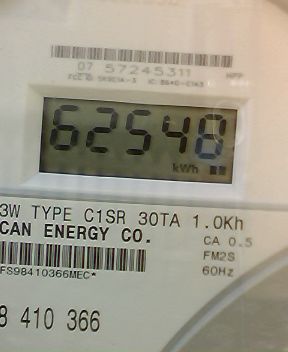 07 57245311
62548
kWh
3W TYPE C1SR 30TA 1.0Kh
CAN ENERGY CO.
CA 0.5
FM2S
60Hz
FS98410366MEC*
8 410 366